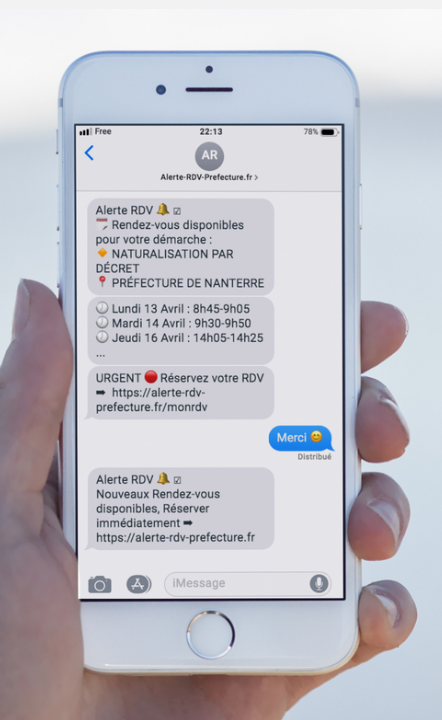 Free 22:13 78%
AR
Alerte-RDV-Prefecture.fr >
Alerte RDV 🔔 ☑
📅 Rendez-vous disponibles
pour votre démarche :
🔸 NATURALISATION PAR
DÉCRET
📍 PRÉFECTURE DE NANTERRE
🕓 Lundi 13 Avril : 8h45-9h05
🕓 Mardi 14 Avril : 9h30-9h50
🕓 Jeudi 16 Avril : 14h05-14h25
...
URGENT 🔴 Réservez votre RDV
➡ https://alerte-rdv-
prefecture.fr/monrdv
Merci 😊
Distribué
Alerte RDV 🔔 ☑
Nouveaux Rendez-vous
disponibles, Réserver
immédiatement ➡
https://alerte-rdv-prefecture.fr
iMessage